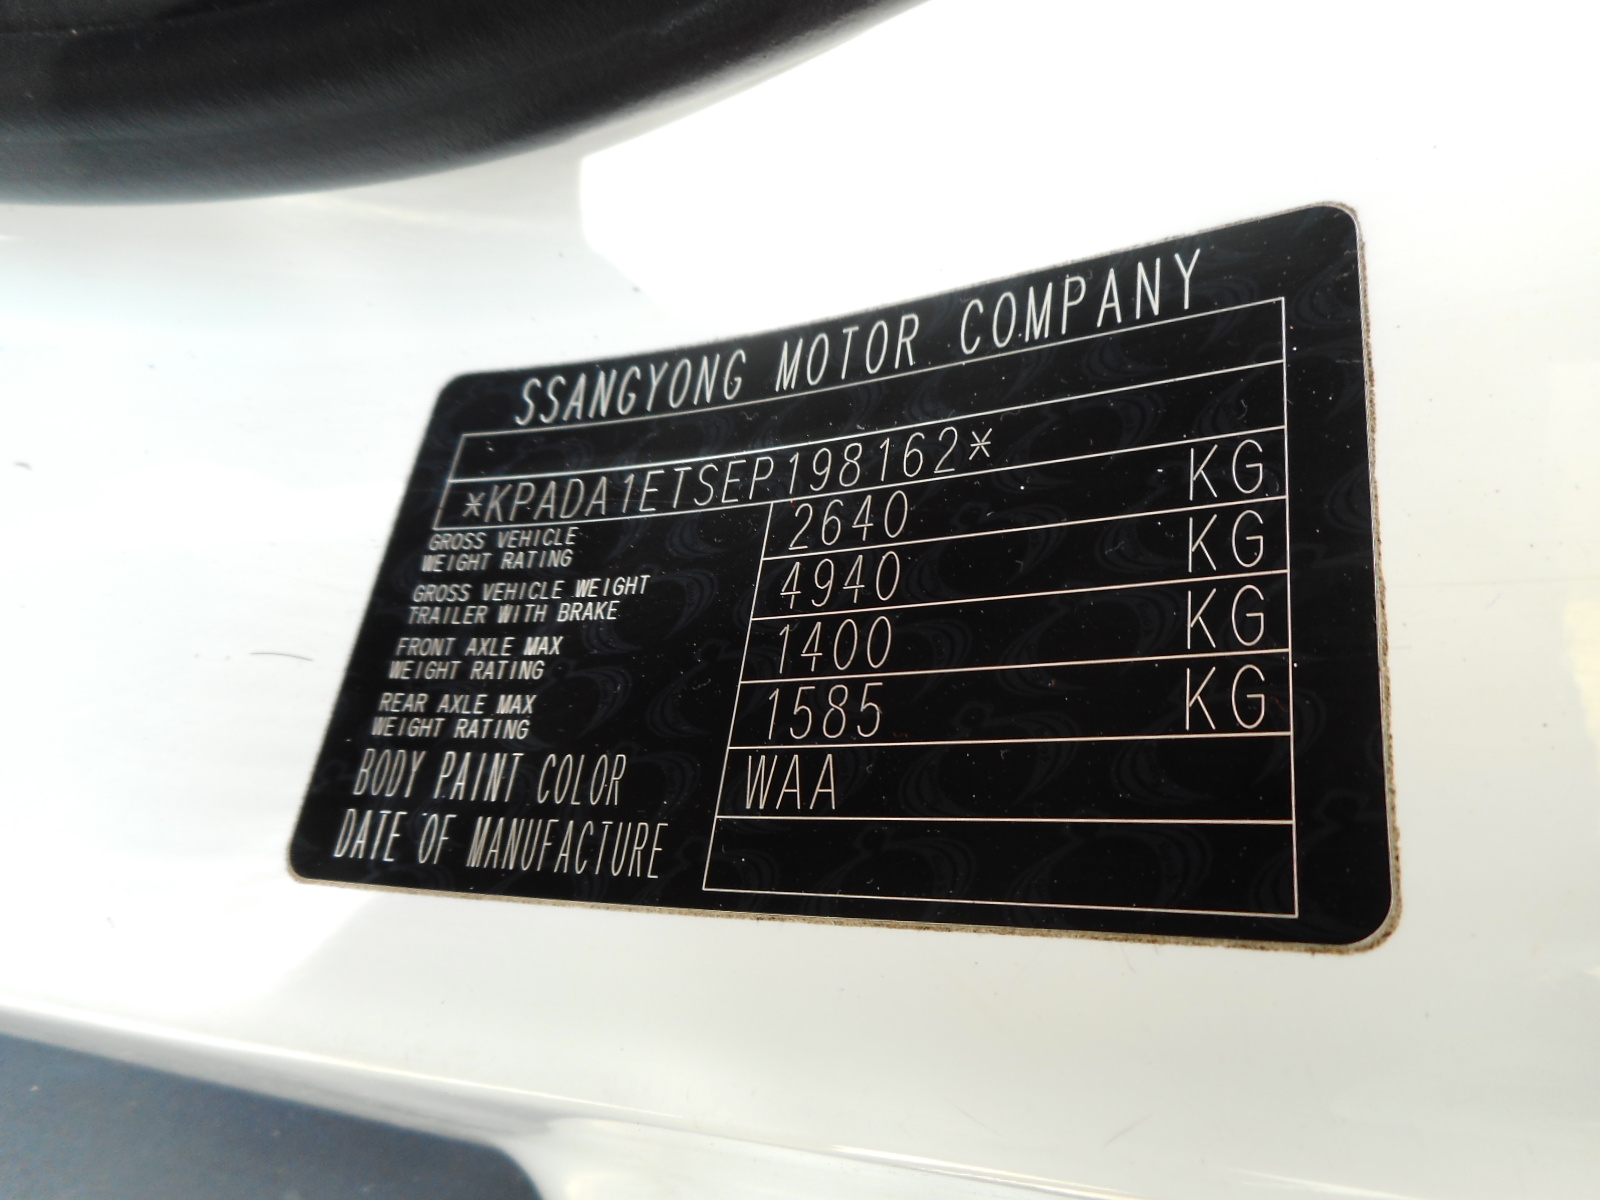 SSANGYONG MOTOR COMPANY
*KPADA1ETSEP198162*
GROSS VEHICLE
WEIGHT RATING
2640 KG
GROSS VEHICLE WEIGHT
TRAILER WITH BRAKE
4940 KG
FRONT AXLE MAX
WEIGHT RATING
1400 KG
REAR AXLE MAX
WEIGHT RATING
1585 KG
BODY PAINT COLOR WAA
DATE OF MANUFACTURE